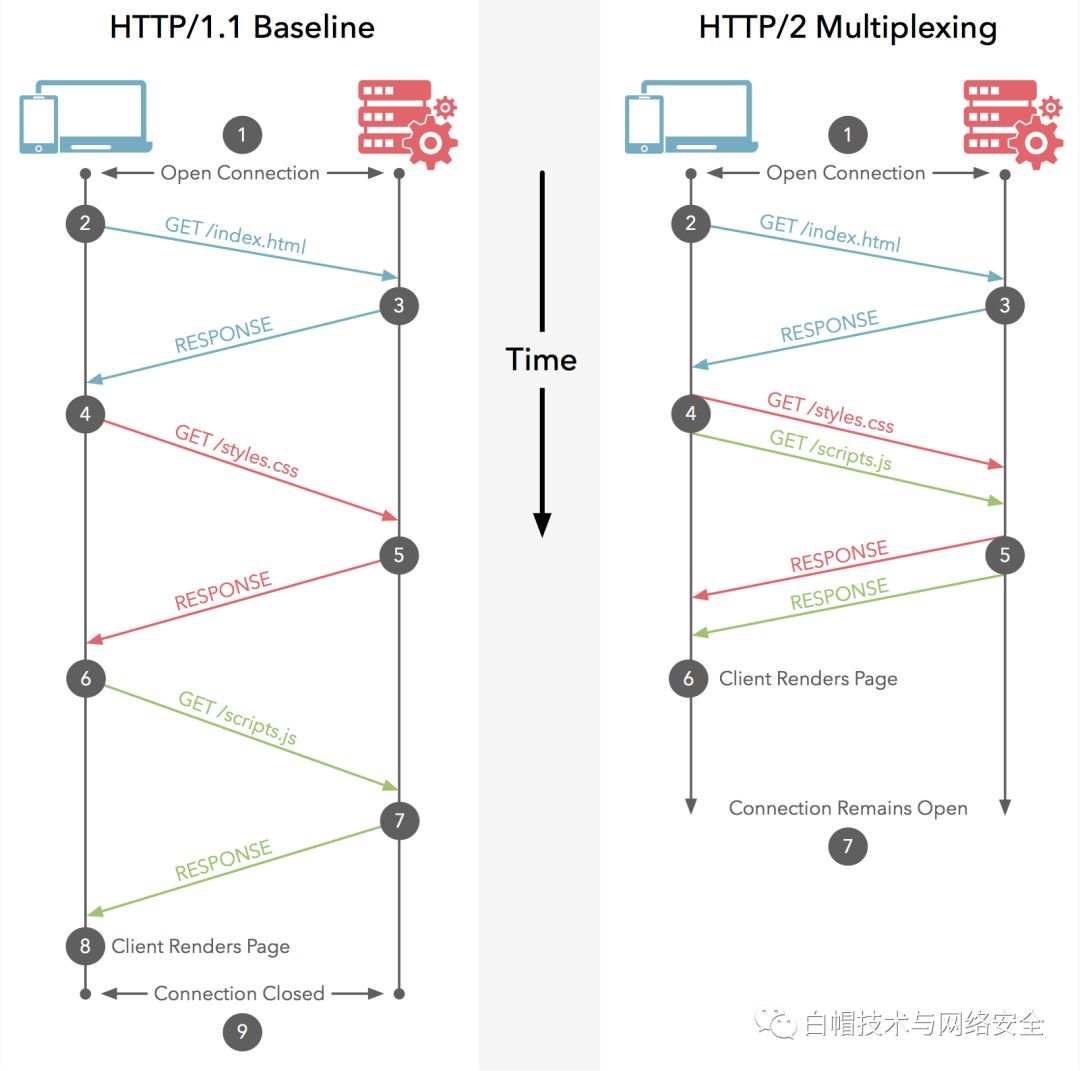 HTTP/1.1 Baseline
1
Open Connection
2
GET /index.html
3
RESPONSE
4
GET /styles.css
5
RESPONSE
6
GET /scripts.js
7
RESPONSE
8 Client Renders Page
Connection Closed
9
Time
HTTP/2 Multiplexing
1
Open Connection
2
GET /index.html
3
RESPONSE
4
GET /styles.css
GET /scripts.js
5
RESPONSE
RESPONSE
6 Client Renders Page
Connection Remains Open
7
白帽技术与网络安全